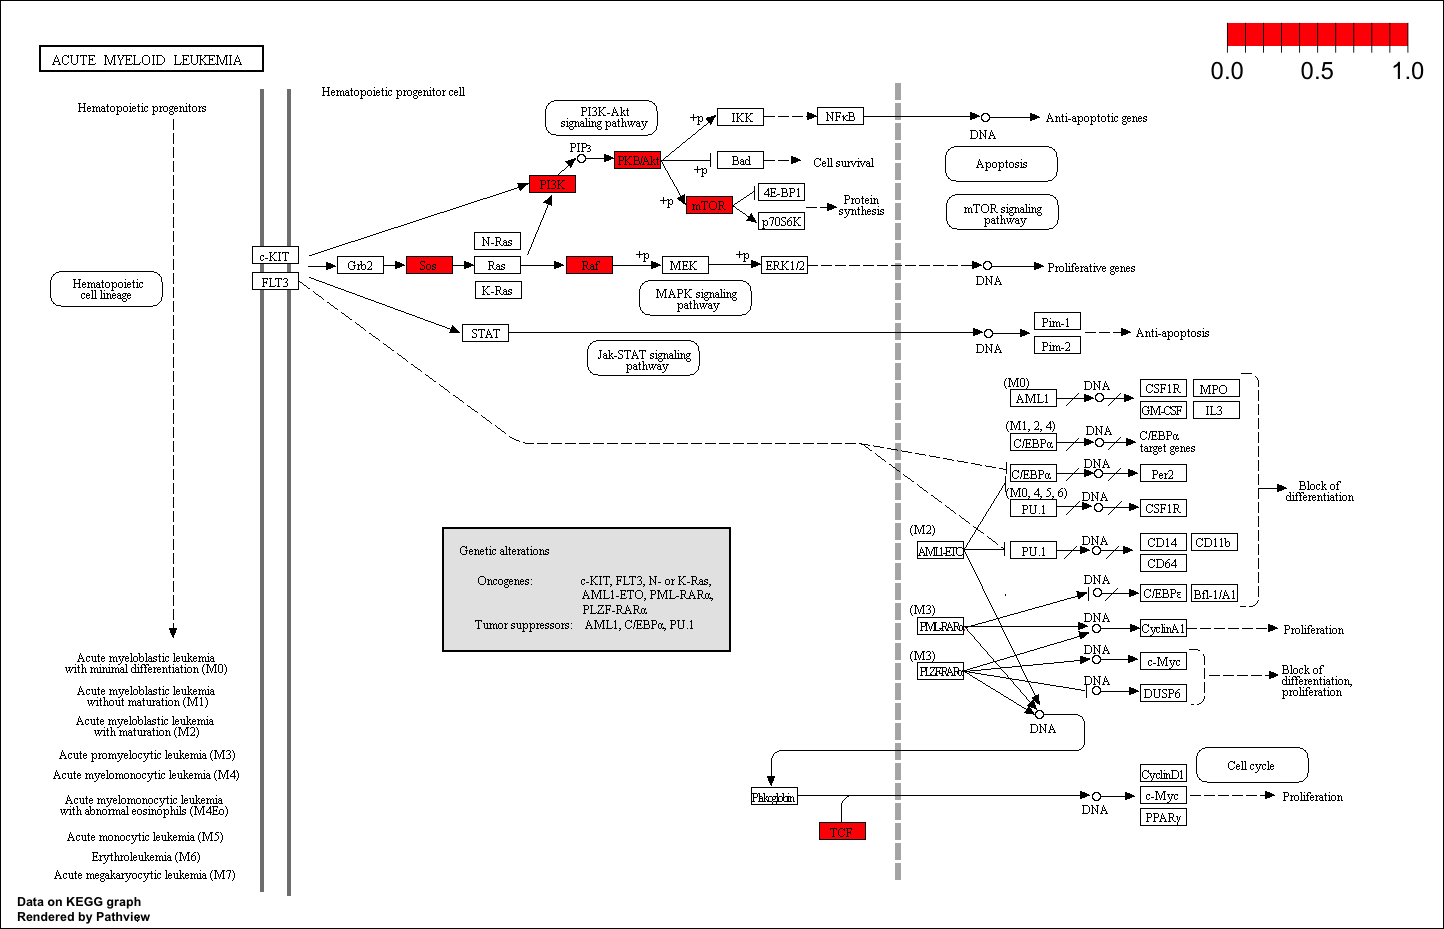 ACUTE MYELOID LEUKEMIA
0.0 0.5 1.0
Hematopoietic progenitors
Hematopoietic progenitor cell
PI3K-Akt
signaling pathway
+p
IKK
NFκB
DNA
Anti-apoptotic genes
PIP3
PKB/Akt
+p
Bad
Cell survival
Apoptosis
PI3K
+p
mTOR
4E-BP1
p70S6K
Protein
synthesis
mTOR signaling
pathway
c-KIT
FLT3
Grb2
Sos
N-Ras
Ras
K-Ras
Raf
+p
MEK
+p
ERK1/2
DNA
Proliferative genes
MAPK signaling
pathway
Hematopoietic
cell lineage
STAT
DNA
Pim-1
Pim-2
Anti-apoptosis
Jak-STAT signaling
pathway
(M0)
AML1
DNA
CSF1R
MPO
GM-CSF
IL3
(M1, 2, 4)
C/EBPα
DNA
C/EBPα
target genes
C/EBPα
DNA
Per2
(M0, 4, 5, 6)
PU.1
DNA
CSF1R
Block of
differentiation
(M2)
AML1-ETO
PU.1
DNA
CD14
CD11b
CD64
DNA
C/EBPε
Bfl-1/A1
(M3)
PML-RARα
DNA
CyclinA1
Proliferation
(M3)
PLZF-RARα
DNA
c-Myc
DNA
DUSP6
Block of
differentiation,
proliferation
DNA
Genetic alterations
Oncogenes: c-KIT, FLT3, N- or K-Ras,
AML1-ETO, PML-RARα,
PLZF-RARα
Tumor suppressors: AML1, C/EBPα, PU.1
Acute myeloblastic leukemia
with minimal differentiation (M0)
Acute myeloblastic leukemia
without maturation (M1)
Acute myeloblastic leukemia
with maturation (M2)
Acute promyelocytic leukemia (M3)
Acute myelomonocytic leukemia (M4)
Acute myelomonocytic leukemia
with abnormal eosinophils (M4Eo)
Acute monocytic leukemia (M5)
Erythroleukemia (M6)
Acute megakaryocytic leukemia (M7)
Plakoglobin
TCF
DNA
CyclinD1
c-Myc
PPARγ
Cell cycle
Proliferation
Data on KEGG graph
Rendered by Pathview